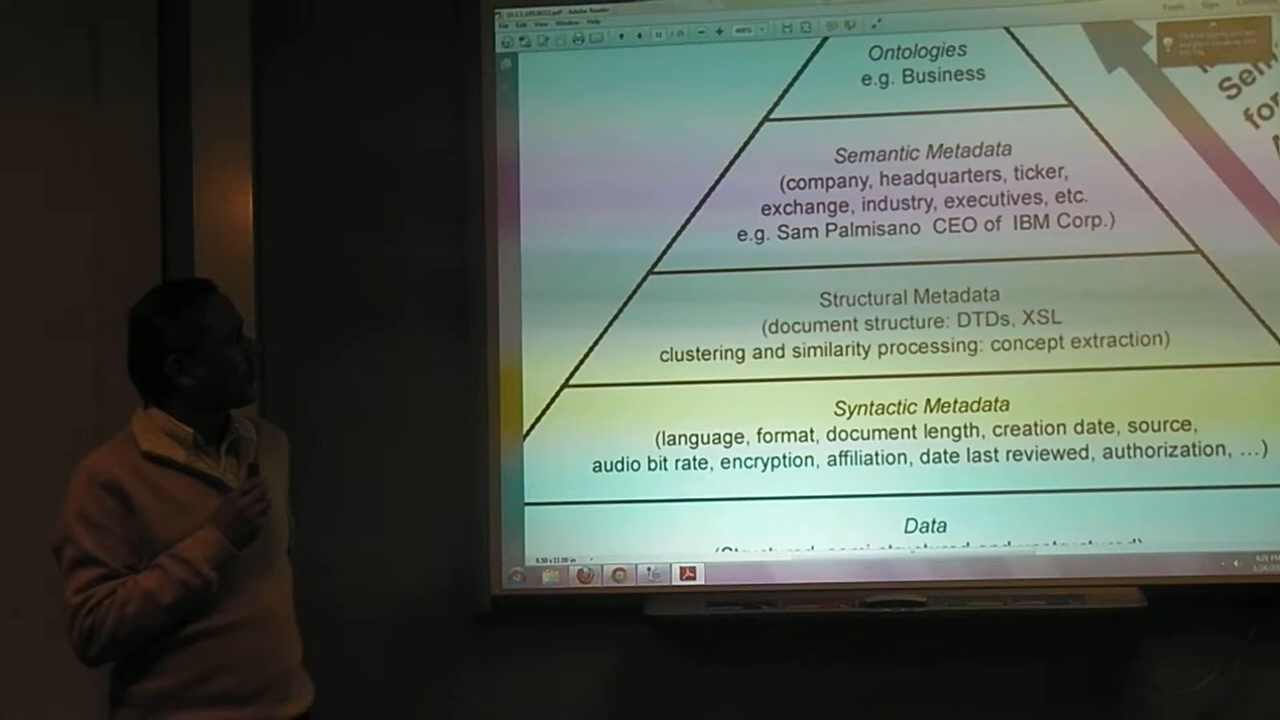 Ontologies
e.g. Business
Semantic Metadata
(company, headquarters, ticker,
exchange, industry, executives, etc.
e.g. Sam Palmisano CEO of IBM Corp.)
Structural Metadata
(document structure: DTDs, XSL
clustering and similarity processing: concept extraction)
Syntactic Metadata
(language, format, document length, creation date, source,
audio bit rate, encryption, affiliation, date last reviewed, authorization, ...)
Data
for